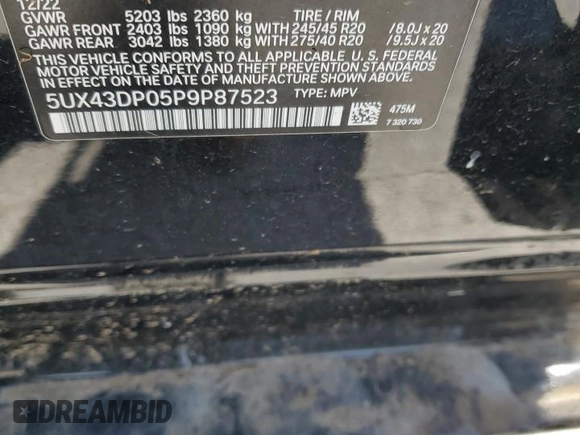 12/22
GVWR 5203 lbs 2360 kg TIRE / RIM
GAWR FRONT 2403 lbs 1090 kg WITH 245/45 R20 /8.0J x 20
GAWR REAR 3042 lbs 1380 kg WITH 275/40 R20 /9.5J x 20
THIS VEHICLE CONFORMS TO ALL APPLICABLE U. S. FEDERAL
MOTOR VEHICLE SAFETY AND THEFT PREVENTION STANDARDS IN
EFFECT ON THE DATE OF MANUFACTURE SHOWN ABOVE.
5UX43DP05P9P87523 TYPE: MPV
475M
7 320 730
DREAMBID